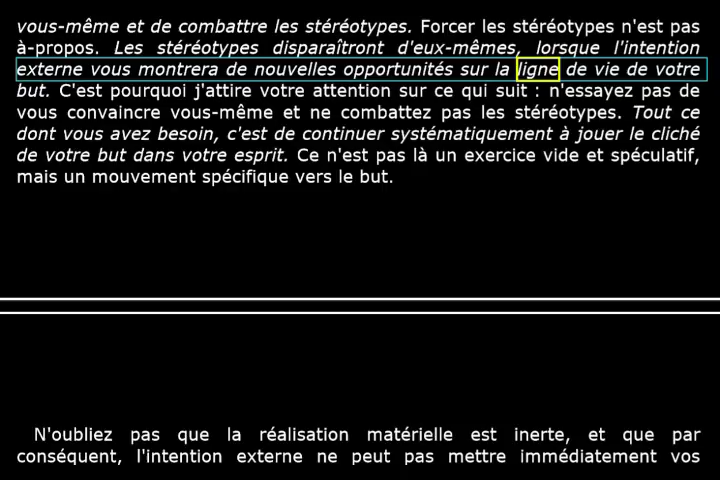 vous-même et de combattre les stéréotypes. Forcer les stéréotypes n'est pas
à-propos. Les stéréotypes disparaîtront d'eux-mêmes, lorsque l'intention
externe vous montrera de nouvelles opportunités sur la ligne de vie de votre
but. C'est pourquoi j'attire votre attention sur ce qui suit : n'essayez pas de
vous convaincre vous-même et ne combattez pas les stéréotypes. Tout ce
dont vous avez besoin, c'est de continuer systématiquement à jouer le cliché
de votre but dans votre esprit. Ce n'est pas là un exercice vide et spéculatif,
mais un mouvement spécifique vers le but.
N'oubliez pas que la réalisation matérielle est inerte, et que par
conséquent, l'intention externe ne peut pas mettre immédiatement vos